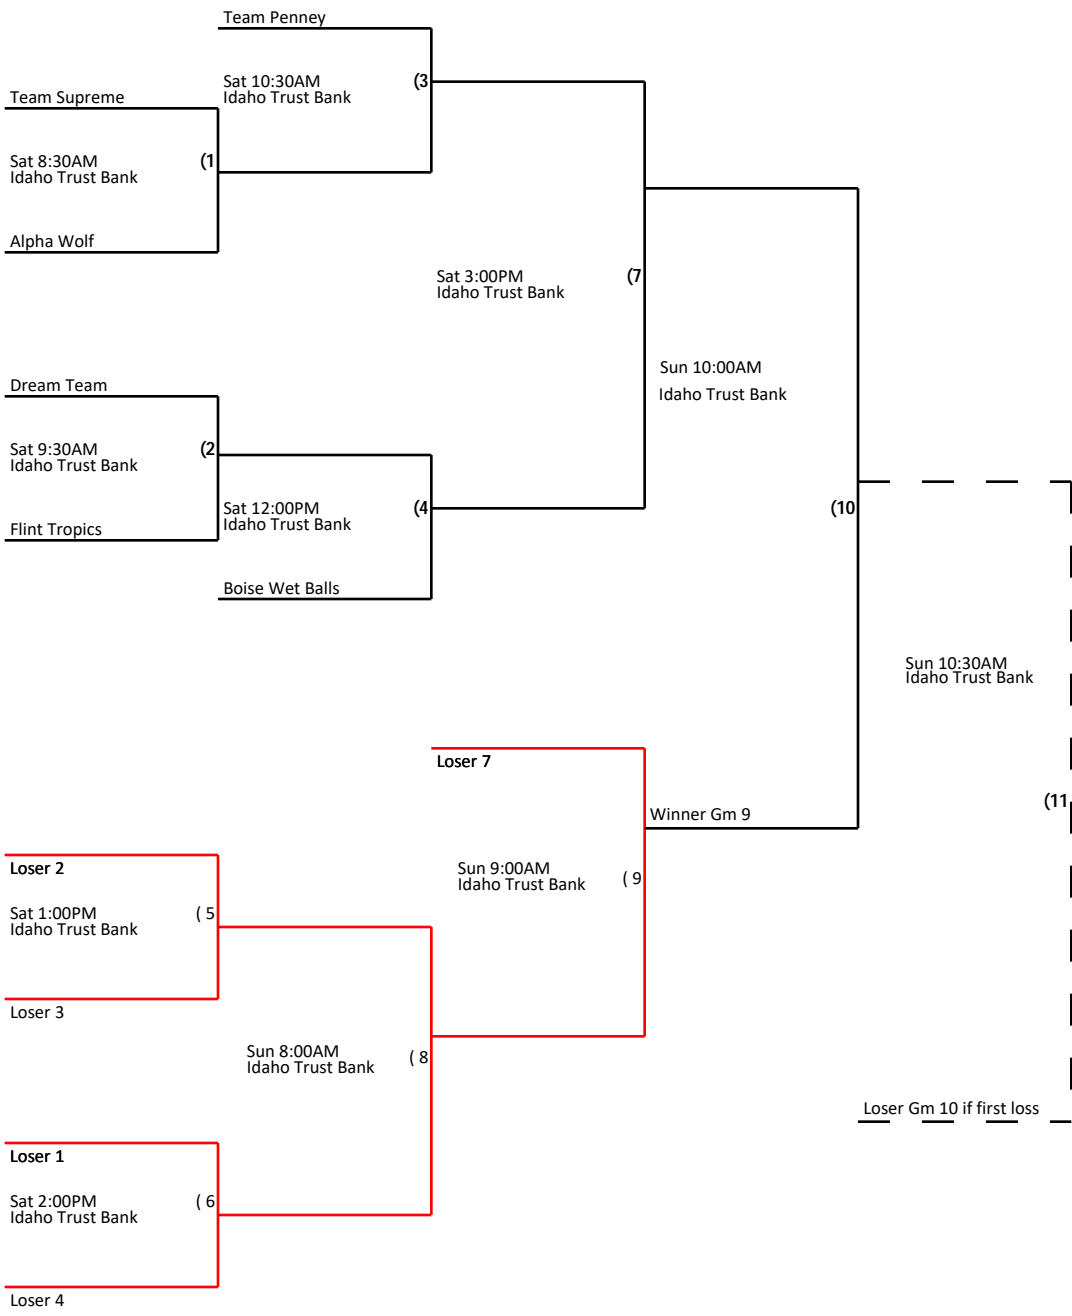 Team Penney
Sat 10:30AM
Idaho Trust Bank
(3
Team Supreme
Sat 8:30AM
Idaho Trust Bank
(1
Alpha Wolf
Sat 3:00PM
Idaho Trust Bank
(7
Dream Team
Sat 9:30AM
Idaho Trust Bank
(2
Sat 12:00PM
Idaho Trust Bank
(4
Flint Tropics
Boise Wet Balls
Sun 10:00AM
Idaho Trust Bank
(10
Sun 10:30AM
Idaho Trust Bank
(11
Loser 7
Winner Gm 9
Sun 9:00AM
Idaho Trust Bank
( 9
Loser 2
Sat 1:00PM
Idaho Trust Bank
( 5
Loser 3
Sun 8:00AM
Idaho Trust Bank
( 8
Loser Gm 10 if first loss
Loser 1
Sat 2:00PM
Idaho Trust Bank
( 6
Loser 4